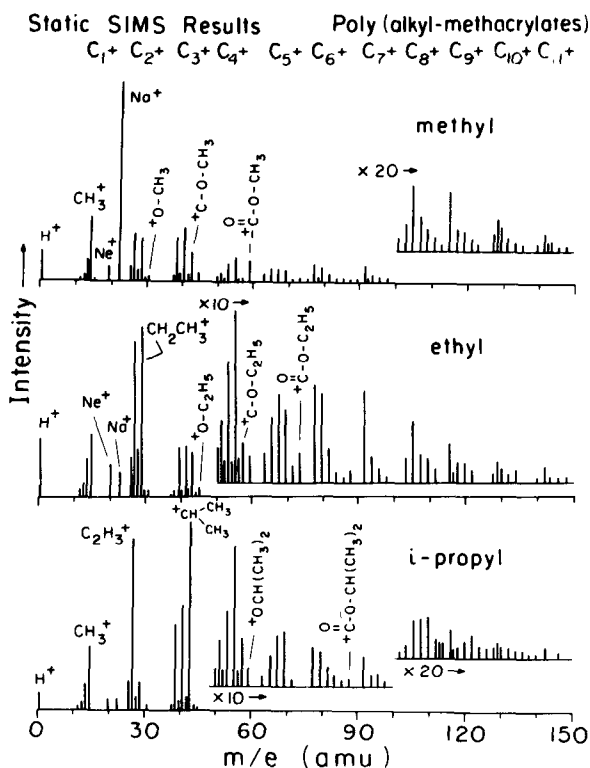 Static SIMS Results Poly (alkyl-methacrylates)
C₁+ C₂+ C₃+ C₄+ C₅+ C₆+ C₇+ C₈+ C₉+ C₁₀+ C₁₁+
Na+
methyl
× 20 →
H+
CH₃+
Ne+
+O-CH₃
+C-O-CH₃
O
=
+C-O-CH₃
Intensity →
× 10 →
ethyl
H+
Ne+
Na+
CH₂CH₃+
+O-C₂H₅
+C-O-C₂H₅
O
=
+C-O-C₂H₅
i-propyl
H+
CH₃+
C₂H₃+
+CH
CH₃
CH₃
+OCH(CH₃)₂
O
=
+C-O-CH(CH₃)₂
× 10 →
× 20 →
0 30 60 90 120 150
m/e (amu)